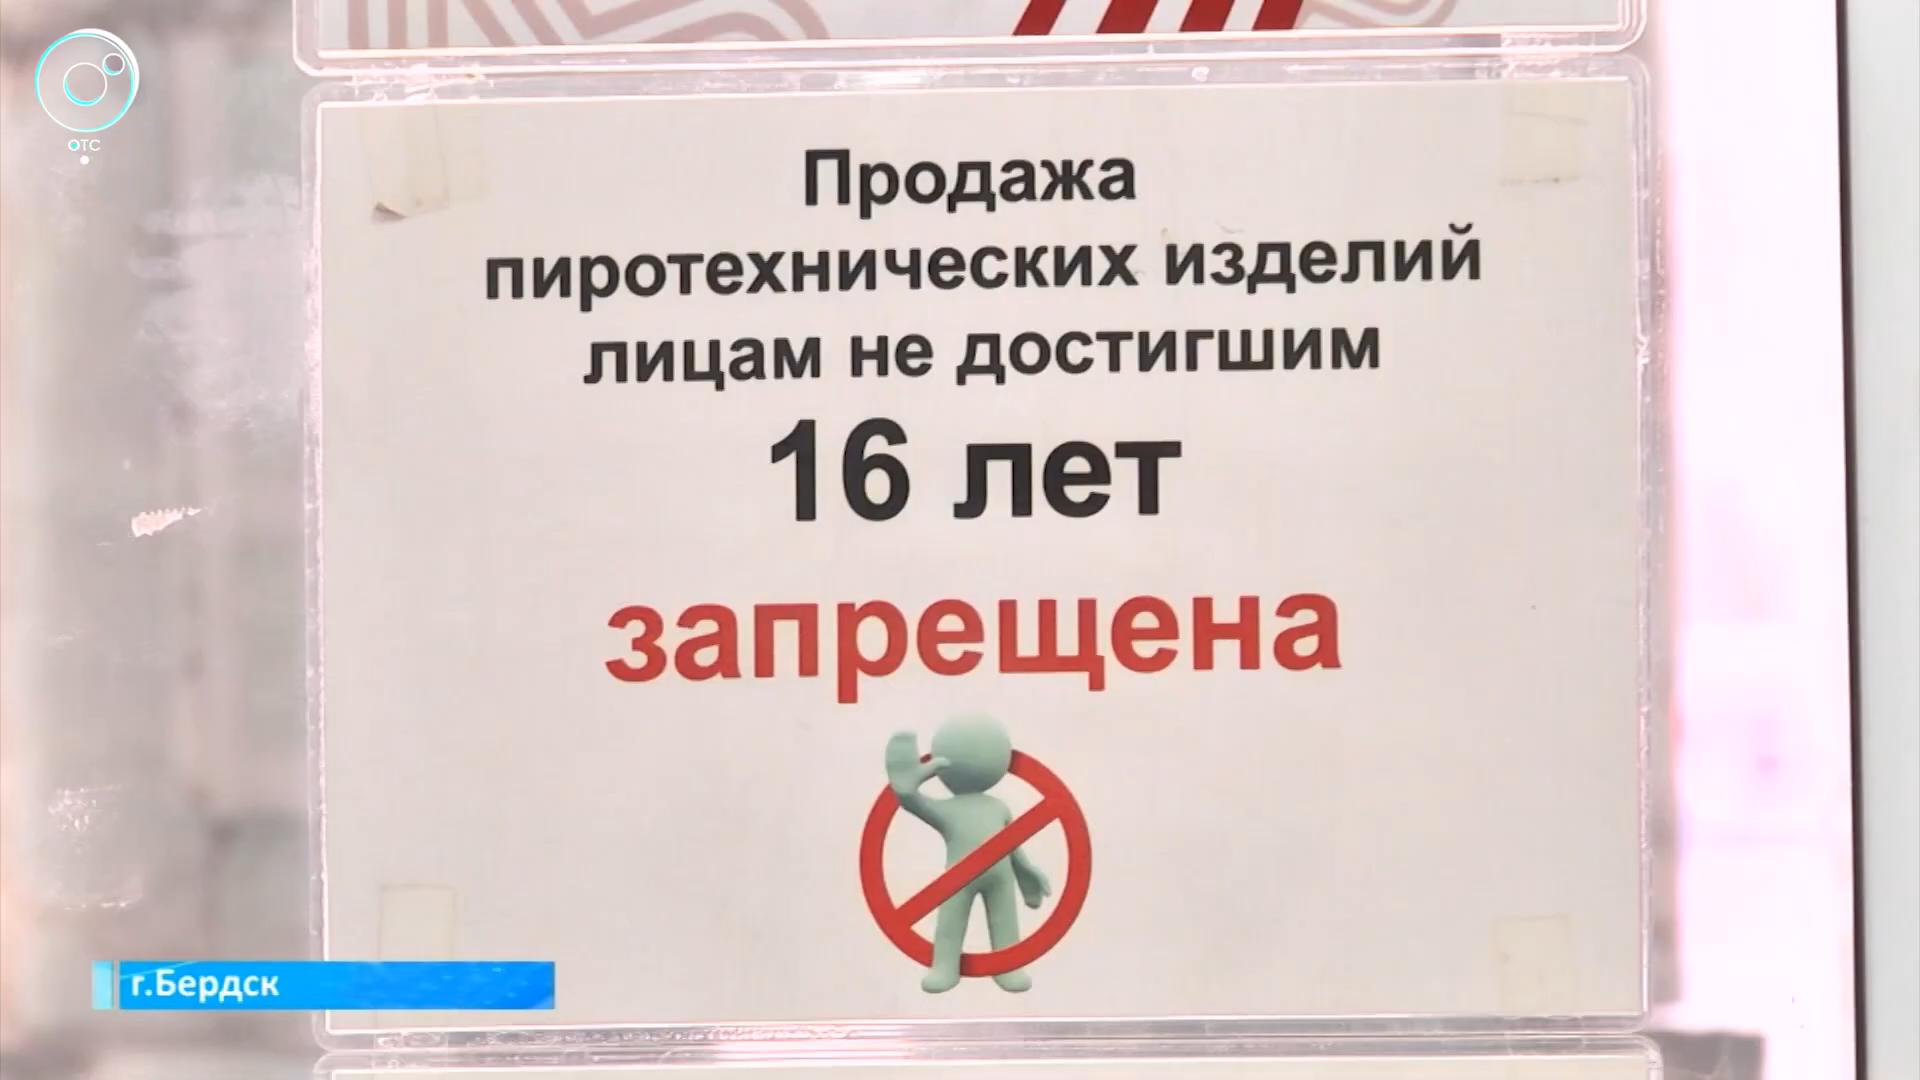 ОТС
Продажа
пиротехнических изделий
лицам не достигшим
16 лет
запрещена
г.Бердск